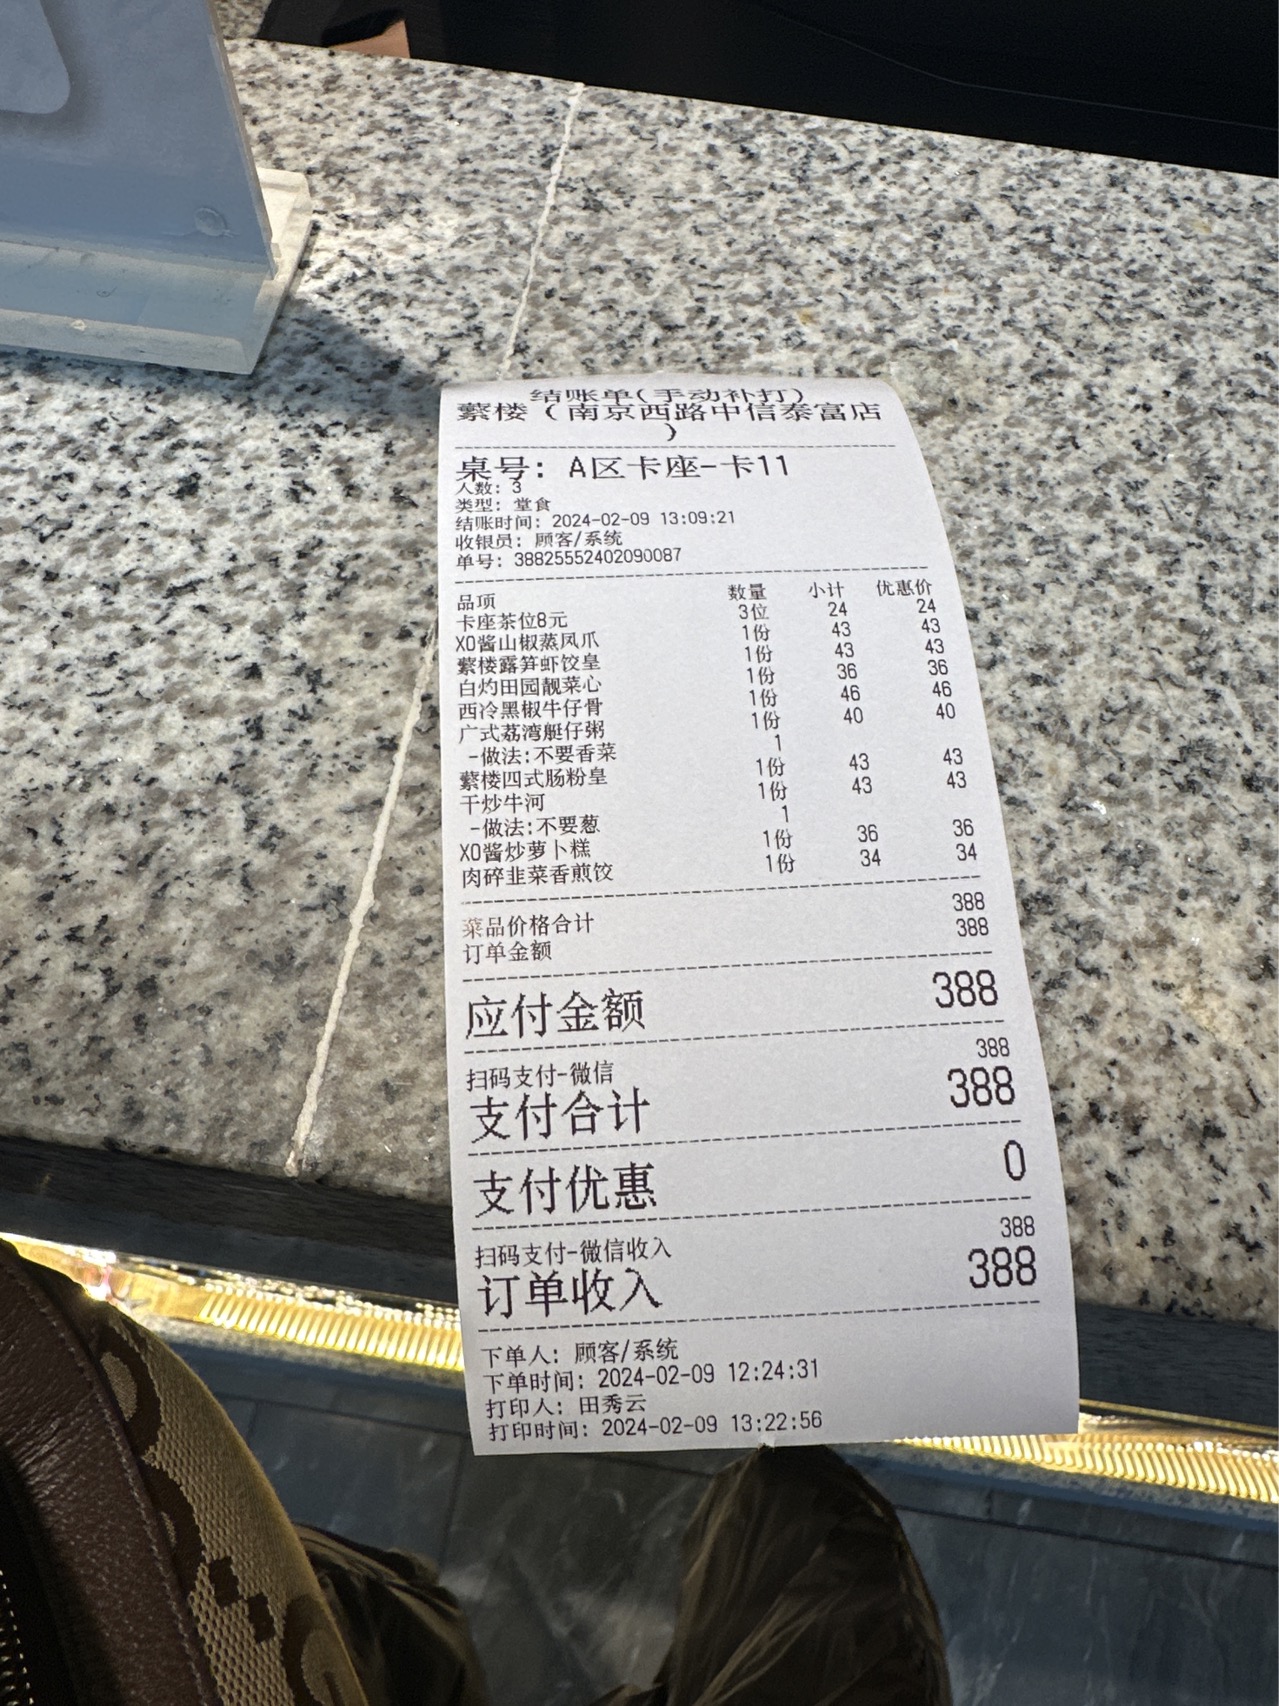 结账单(手动补打)
蘩楼（南京西路中信泰富店
）
桌号: A区卡座-卡11
人数: 3
类型: 堂食
结账时间: 2024-02-09 13:09:21
收银员: 顾客/系统
单号: 38825552402090087
品项 数量 小计 优惠价
卡座茶位8元 3位 24 24
XO酱山椒蒸凤爪 1份 43 43
蘩楼露笋虾饺皇 1份 43 43
白灼田园靓菜心 1份 36 36
西冷黑椒牛仔骨 1份 46 46
广式荔湾艇仔粥 1份 40 40
-做法:不要香菜 1
蘩楼四式肠粉皇 1份 43 43
干炒牛河 1份 43 43
-做法:不要葱 1
XO酱炒萝卜糕 1份 36 36
肉碎韭菜香煎饺 1份 34 34
菜品价格合计 388
订单金额 388
应付金额 388
扫码支付-微信 388
支付合计 388
支付优惠 0
扫码支付-微信收入 388
订单收入 388
下单人: 顾客/系统
下单时间: 2024-02-09 12:24:31
打印人: 田秀云
打印时间: 2024-02-09 13:22:56